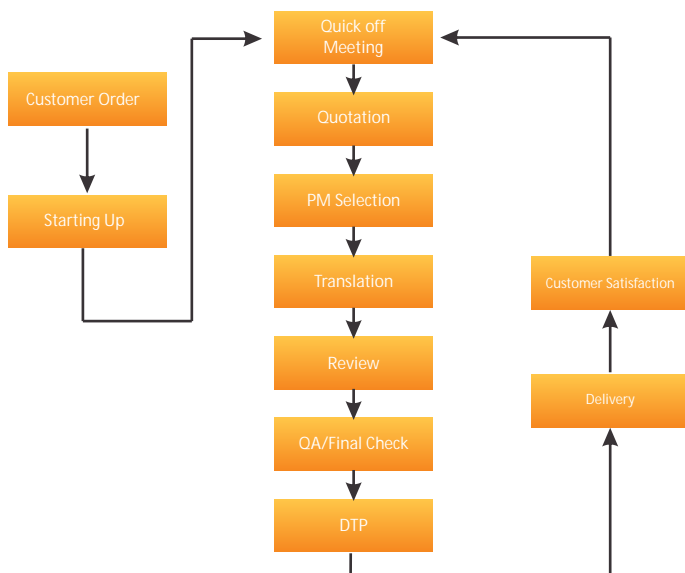 Customer Order
Starting Up
Quick off
Meeting
Quotation
PM Selection
Translation
Review
QA/Final Check
DTP
Delivery
Customer Satisfaction